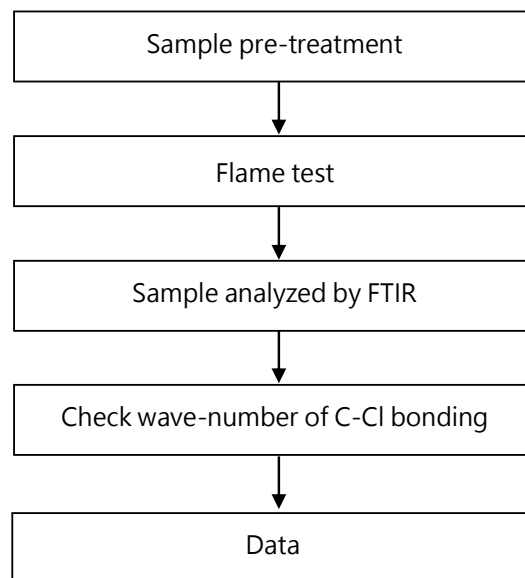 Sample pre-treatment
Flame test
Sample analyzed by FTIR
Check wave-number of C-Cl bonding
Data